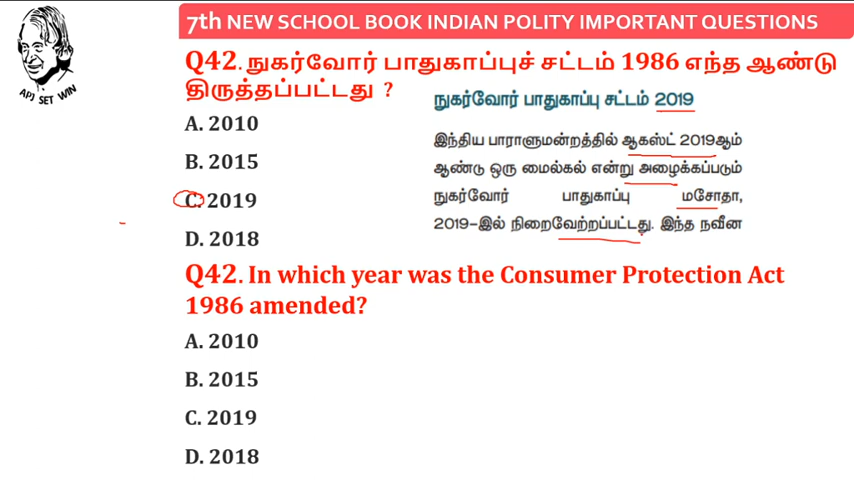 7th NEW SCHOOL BOOK INDIAN POLITY IMPORTANT QUESTIONS
APJ SET WIN
Q42. நுகர்வோர் பாதுகாப்புச் சட்டம் 1986 எந்த ஆண்டு
திருத்தப்பட்டது ?
A. 2010
B. 2015
C. 2019
D. 2018
நுகர்வோர் பாதுகாப்பு சட்டம் 2019
இந்திய பாராளுமன்றத்தில் ஆகஸ்ட் 2019ஆம்
ஆண்டு ஒரு மைல்கல் என்று அழைக்கப்படும்
நுகர்வோர் பாதுகாப்பு மசோதா,
2019–இல் நிறைவேற்றப்பட்டது. இந்த நவீன
Q42. In which year was the Consumer Protection Act
1986 amended?
A. 2010
B. 2015
C. 2019
D. 2018